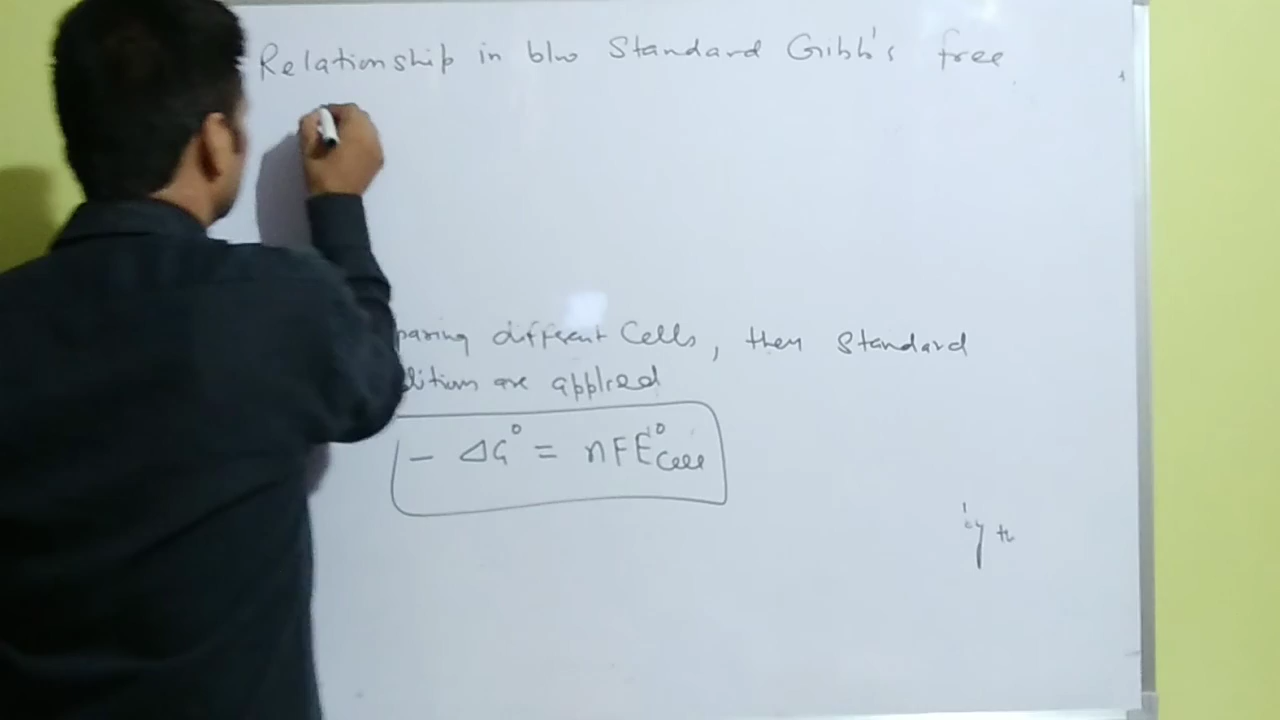 Relationship in b/w Standard Gibb's free
paring different Cells, then Standard
ditions are applied
- ΔG° = nFE°Cell